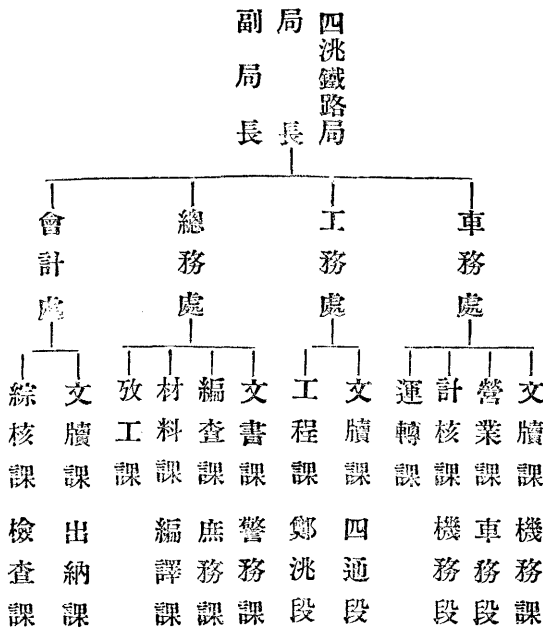 四洮鐵路局
局長
副局長
車務處
工務處
總務處
會計處
文牘課 機務課
營業課 車務段
計核課 機務段
運轉課
文牘課 四通段
工程課 鄭洮段
文書課 警務課
編查課 庶務課
材料課 編譯課
攷工課
文牘課 出納課
綜核課 檢查課